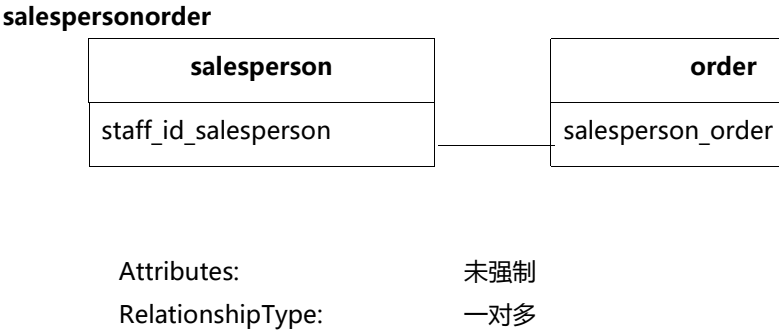 salespersonorder
salesperson order
staff_id_salesperson salesperson_order
Attributes: 未强制
RelationshipType: 一对多